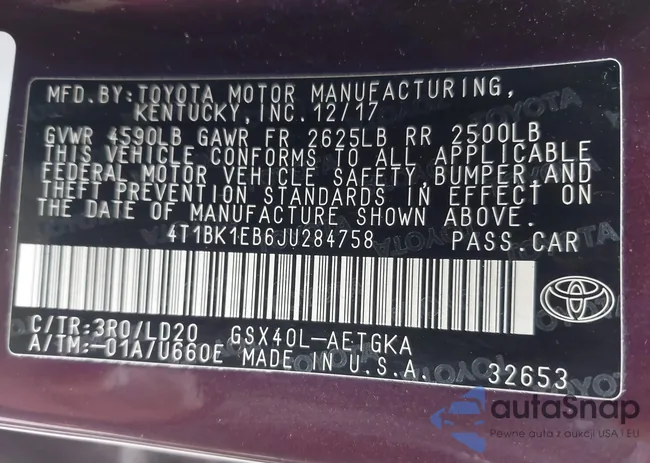 MFD.BY:TOYOTA MOTOR MANUFACTURING,
KENTUCKY,INC.12/17
GVWR 4590LB GAWR FR 2625LB RR 2500LB
THIS VEHICLE CONFORMS TO ALL APPLICABLE
FEDERAL MOTOR VEHICLE SAFETY,BUMPER,AND
THEFT PREVENTION STANDARDS IN EFFECT ON
THE DATE OF MANUFACTURE SHOWN ABOVE.
4T1BK1EB6JU284758 PASS.CAR
C/TR:3R0/LD20 GSX40L-AETGKA
A/TM:-01A/U660E MADE IN U.S.A. 32653
autaSnap
Pewne auta z aukcji USA i EU